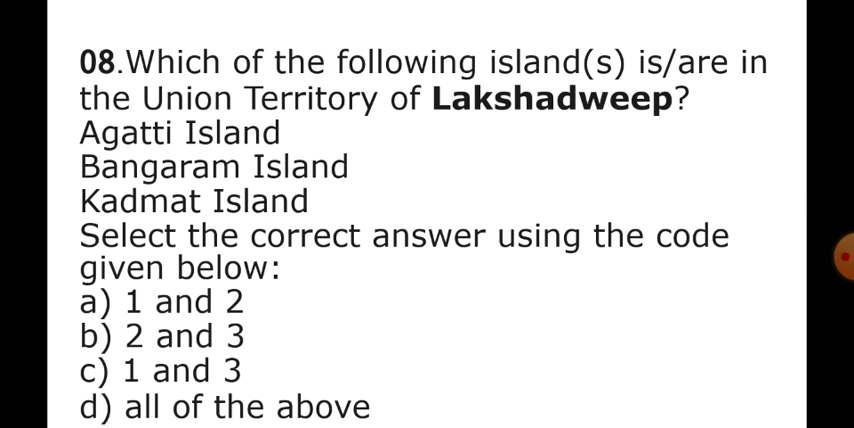 08.Which of the following island(s) is/are in
the Union Territory of Lakshadweep?
Agatti Island
Bangaram Island
Kadmat Island
Select the correct answer using the code
given below:
a) 1 and 2
b) 2 and 3
c) 1 and 3
d) all of the above